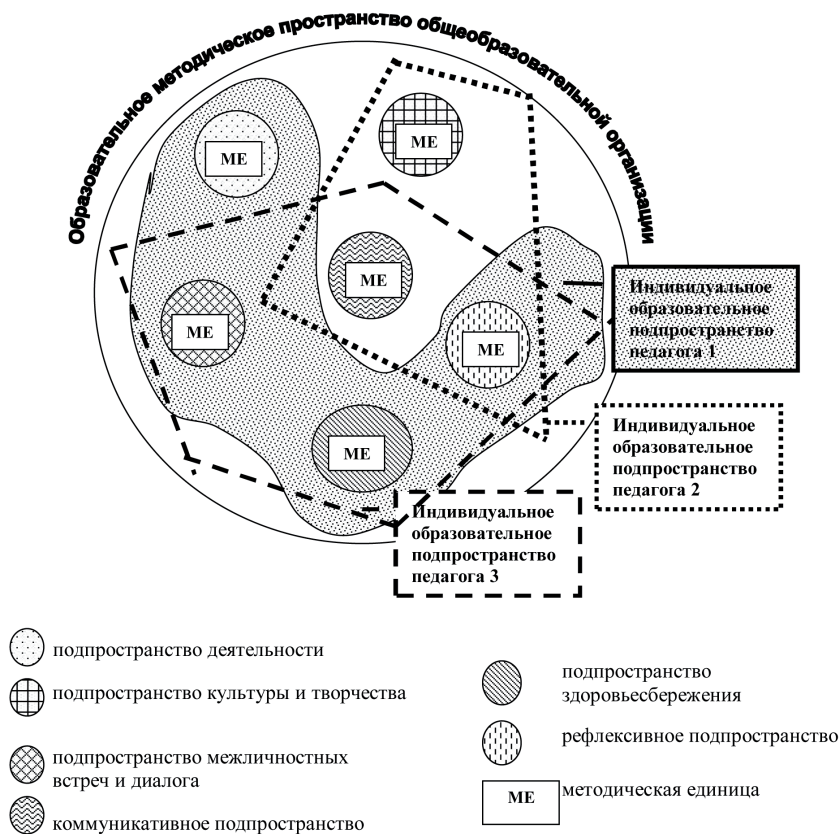 Образовательное методическое пространство общеобразовательной организации
МЕ
МЕ
МЕ
МЕ
МЕ
МЕ
Индивидуальное
образовательное
подпространство
педагога 1
Индивидуальное
образовательное
подпространство
педагога 2
Индивидуальное
образовательное
подпространство
педагога 3
подпространство деятельности
подпространство культуры и творчества
подпространство межличностных
встреч и диалога
коммуникативное подпространство
подпространство
здоровьесбережения
рефлексивное подпространство
МЕ
методическая единица